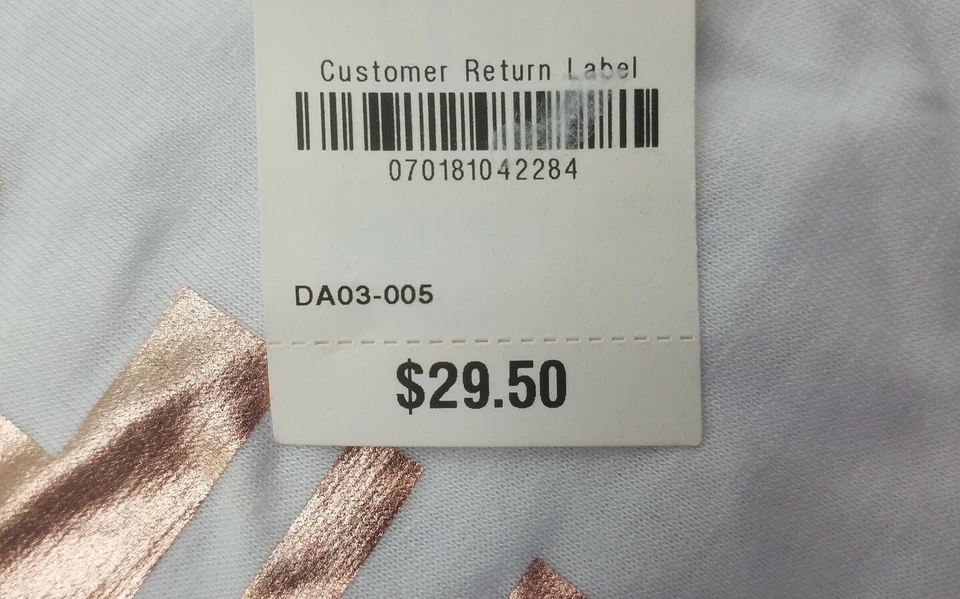 Customer Return Label
070181042284
DA03-005
$29.50